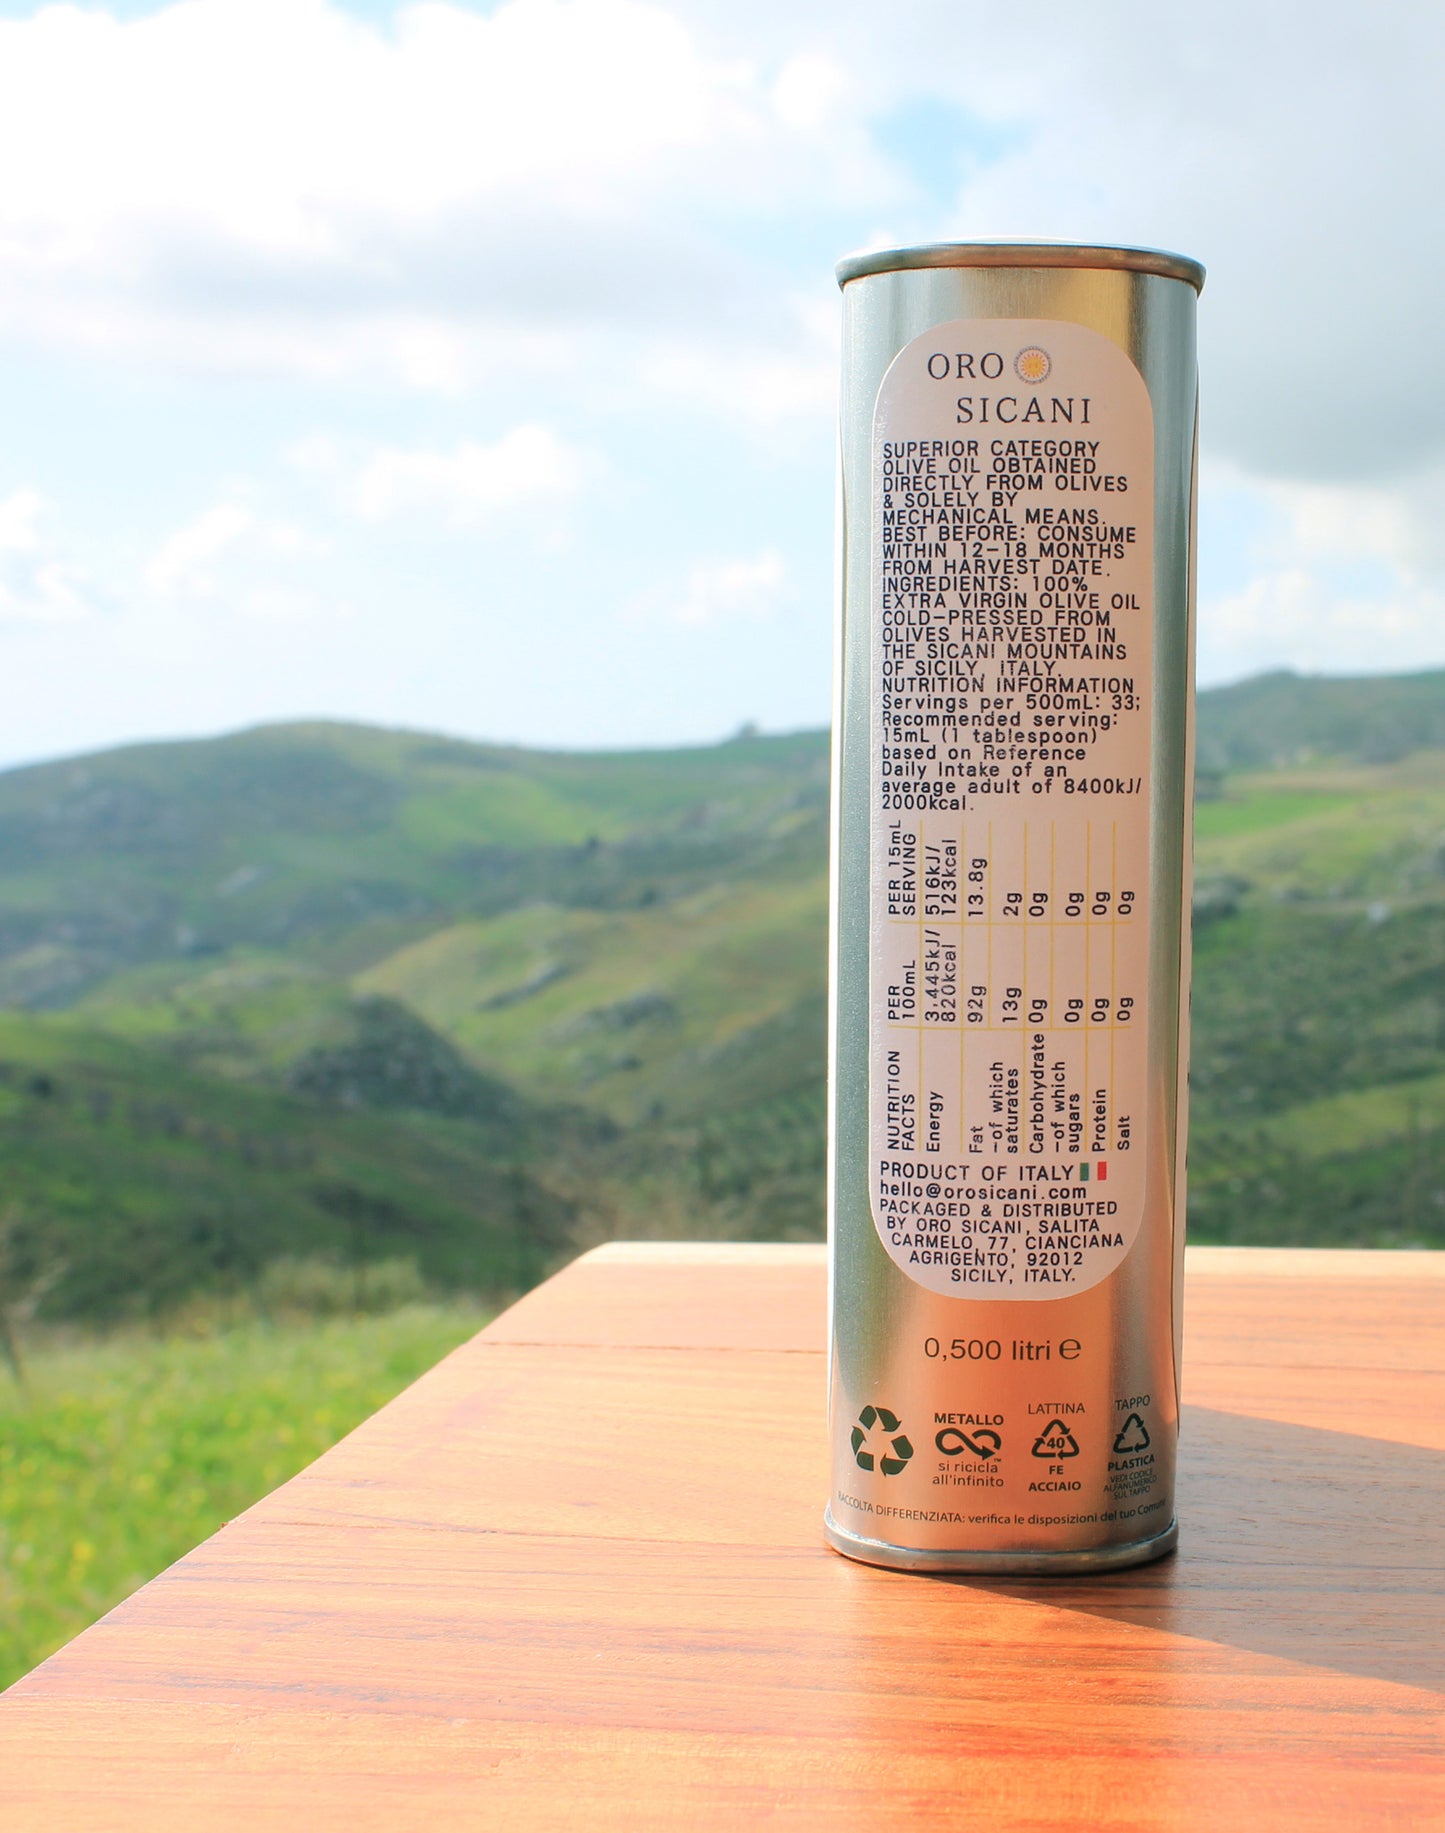 ORO
SICANI
SUPERIOR CATEGORY
OLIVE OIL OBTAINED
DIRECTLY FROM OLIVES
& SOLELY BY
MECHANICAL MEANS.
BEST BEFORE: CONSUME
WITHIN 12-18 MONTHS
FROM HARVEST DATE.
INGREDIENTS: 100%
EXTRA VIRGIN OLIVE OIL
COLD-PRESSED FROM
OLIVES HARVESTED IN
THE SICANI MOUNTAINS
OF SICILY, ITALY.
NUTRITION INFORMATION
Servings per 500mL: 33;
Recommended serving:
15mL (1 tablespoon)
based on Reference
Daily Intake of an
average adult of 8400kJ/
2000kcal.
NUTRITION FACTS PER 100mL PER 15mL SERVING
Energy 3,445kJ/ 820kcal 516kJ/ 123kcal
Fat 92g 13.8g
-of which saturates 13g 2g
Carbohydrate 0g 0g
-of which sugars 0g 0g
Protein 0g 0g
Salt 0g 0g
PRODUCT OF ITALY
hello@orosicani.com
PACKAGED & DISTRIBUTED
BY ORO SICANI, SALITA
CARMELO, 77, CIANCIANA
AGRIGENTO, 92012
SICILY, ITALY.
0,500 litri ℮
METALLO
si ricicla™
all'infinito
LATTINA
40
FE
ACCIAIO
TAPPO
PLASTICA
VEDI CODICE
ALFANUMERICO
SUL TAPPO
RACCOLTA DIFFERENZIATA: verifica le disposizioni del tuo Comune